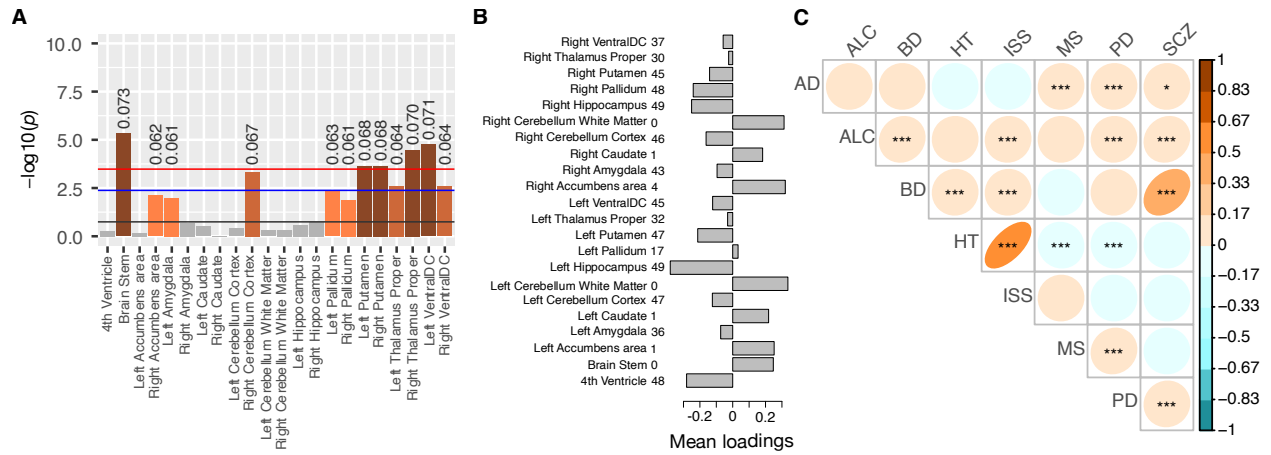 A
−log10(p)
10.0
7.5
5.0
2.5
0.0
0.073
0.062
0.061
0.067
0.063
0.061
0.068
0.068
0.064
0.070
0.071
0.064
4th Ventricle
Brain Stem
Left Accumbens area
Right Accumbens area
Left Amygdala
Right Amygdala
Left Caudate
Right Caudate
Left Cerebellum Cortex
Right Cerebellum Cortex
Left Cerebellum White Matter
Right Cerebellum White Matter
Left Hippocampus
Right Hippocampus
Left Pallidum
Right Pallidum
Left Putamen
Right Putamen
Left Thalamus Proper
Right Thalamus Proper
Left VentralDC
Right VentralDC
B
Right VentralDC 37
Right Thalamus Proper 30
Right Putamen 45
Right Pallidum 48
Right Hippocampus 49
Right Cerebellum White Matter 0
Right Cerebellum Cortex 46
Right Caudate 1
Right Amygdala 43
Right Accumbens area 4
Left VentralDC 45
Left Thalamus Proper 32
Left Putamen 47
Left Pallidum 17
Left Hippocampus 49
Left Cerebellum White Matter 0
Left Cerebellum Cortex 47
Left Caudate 1
Left Amygdala 36
Left Accumbens area 1
Brain Stem 0
4th Ventricle 48
-0.2 0 0.2
Mean loadings
C
ALC BD HT ISS MS PD SCZ
AD *** *** *
ALC *** *** *** ***
BD *** *** ***
HT *** *** ***
ISS
MS ***
PD ***
1
0.83
0.67
0.5
0.33
0.17
0
−0.17
−0.33
−0.5
−0.67
−0.83
−1